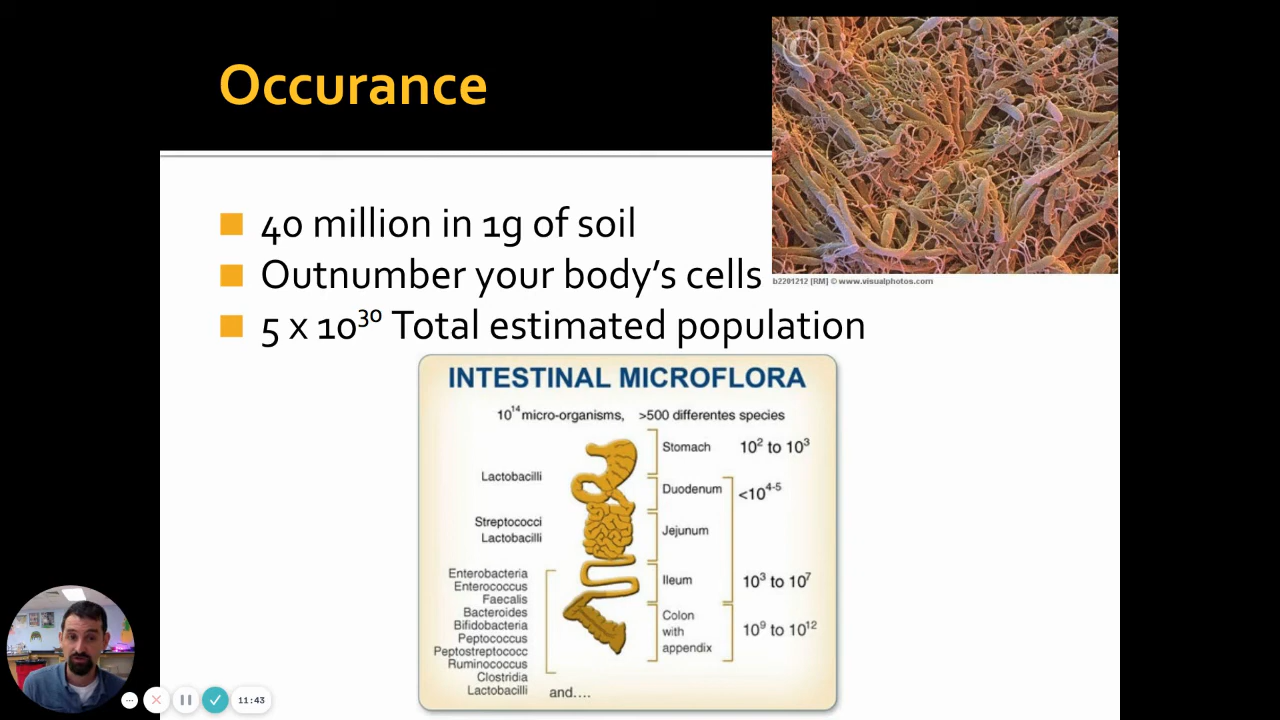 Occurance
b2201212 [RM] © www.visualphotos.com
40 million in 1g of soil
Outnumber your body's cells
5 x 10³⁰ Total estimated population
INTESTINAL MICROFLORA
10¹⁴ micro-organisms, >500 differentes species
Stomach 10² to 10³
Lactobacilli
Duodenum <10⁴⁻⁵
Streptococci
Lactobacilli
Jejunum
Enterobacteria
Enterococcus
Faecalis
Bacteroides
Bifidobacteria
Peptococcus
Peptostreptococc
Ruminococcus
Clostridia
Lactobacilli
and....
Ileum 10³ to 10⁷
Colon
with
appendix
10⁹ to 10¹²
11:43